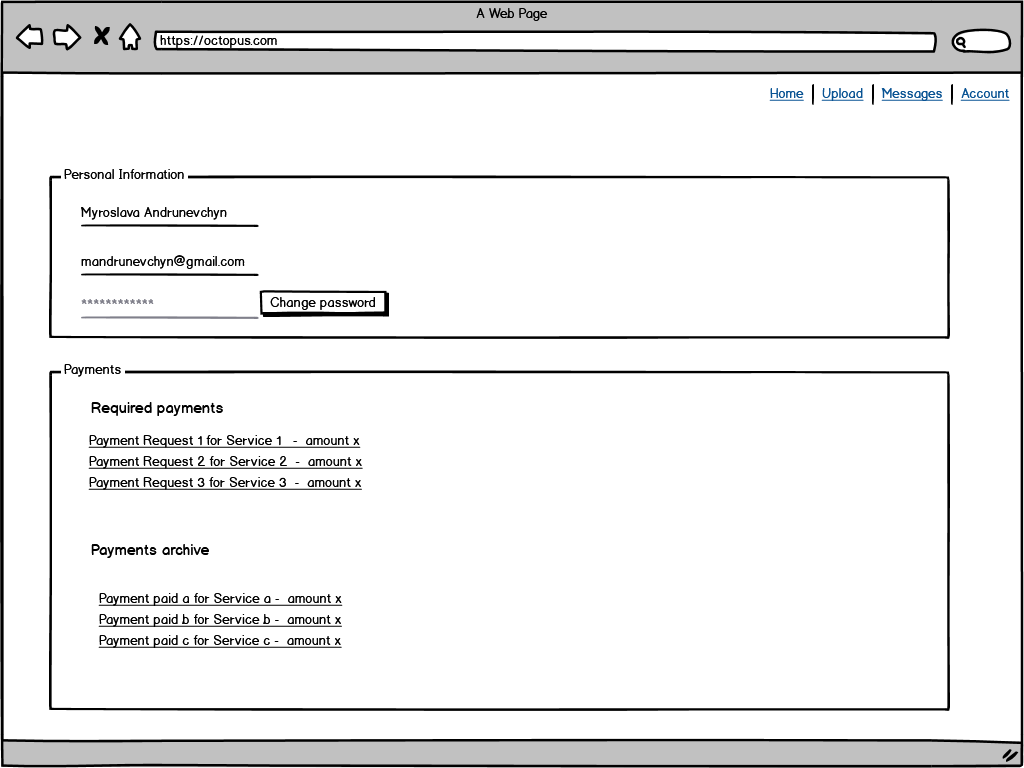 A Web Page
https://octopus.com
Home Upload Messages Account
Personal Information
Myroslava Andrunevchyn
mandrunevchyn@gmail.com
************ Change password
Payments
Required payments
Payment Request 1 for Service 1 - amount x
Payment Request 2 for Service 2 - amount x
Payment Request 3 for Service 3 - amount x
Payments archive
Payment paid a for Service a - amount x
Payment paid b for Service b - amount x
Payment paid c for Service c - amount x